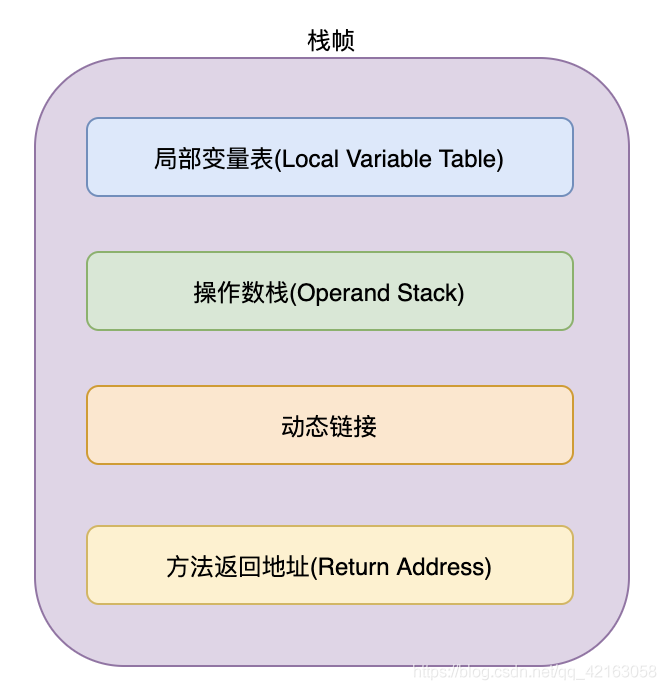 栈帧
局部变量表(Local Variable Table)
操作数栈(Operand Stack)
动态链接
方法返回地址(Return Address)
https://blog.csdn.net/qq_42163058